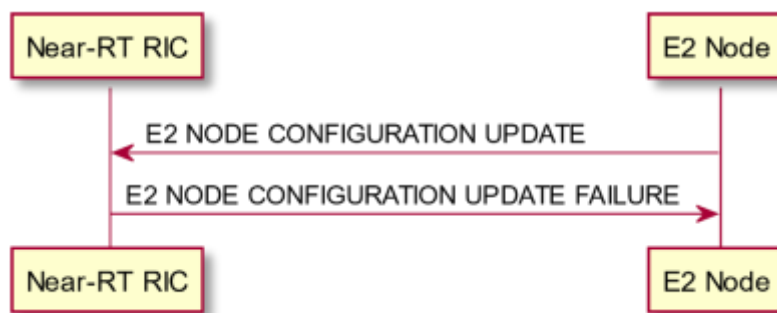 Near-RT RIC
E2 Node
E2 NODE CONFIGURATION UPDATE
E2 NODE CONFIGURATION UPDATE FAILURE
Near-RT RIC
E2 Node